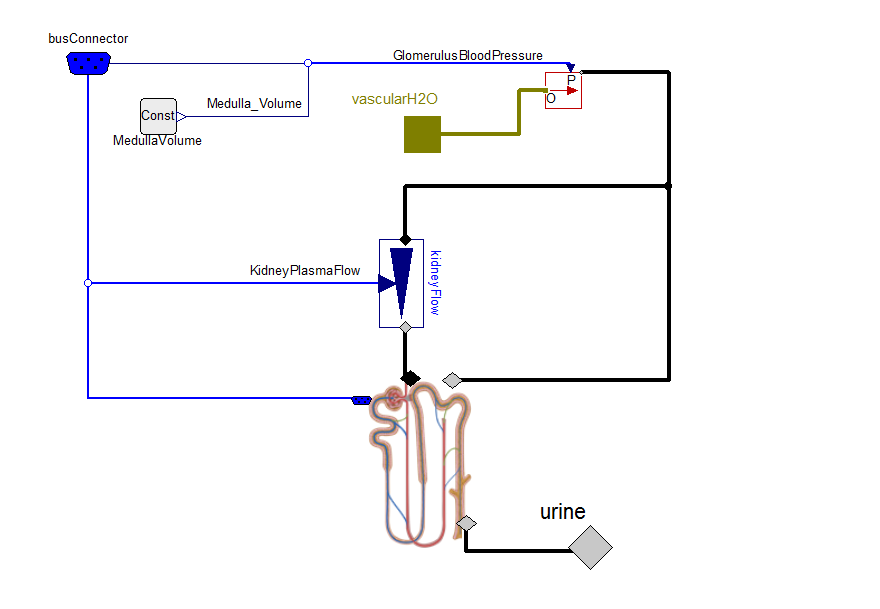 busConnector
GlomerulusBloodPressure
P
O
vascularH2O
Medulla_Volume
Const
MedullaVolume
KidneyPlasmaFlow
kidneyFlow
urine